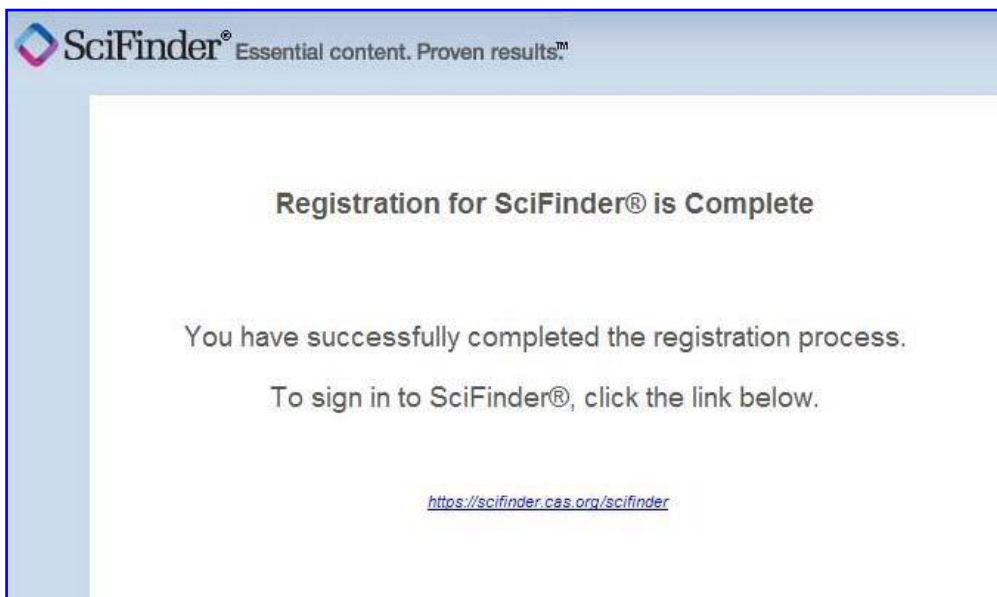 SciFinder® Essential content. Proven results.™
Registration for SciFinder® is Complete
You have successfully completed the registration process.
To sign in to SciFinder®, click the link below.
https://scifinder.cas.org/scifinder